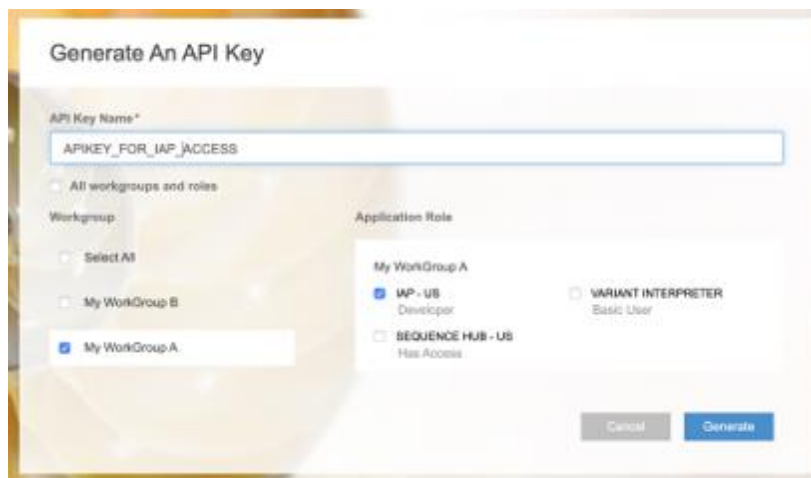 Generate An API Key
API Key Name*
APIKEY_FOR_IAP_ACCESS
All workgroups and roles
Workgroup
Application Role
Select All
My WorkGroup B
My WorkGroup A
My WorkGroup A
IAP - US
Developer
VARIANT INTERPRETER
Basic User
SEQUENCE HUB - US
Has Access
Cancel
Generate